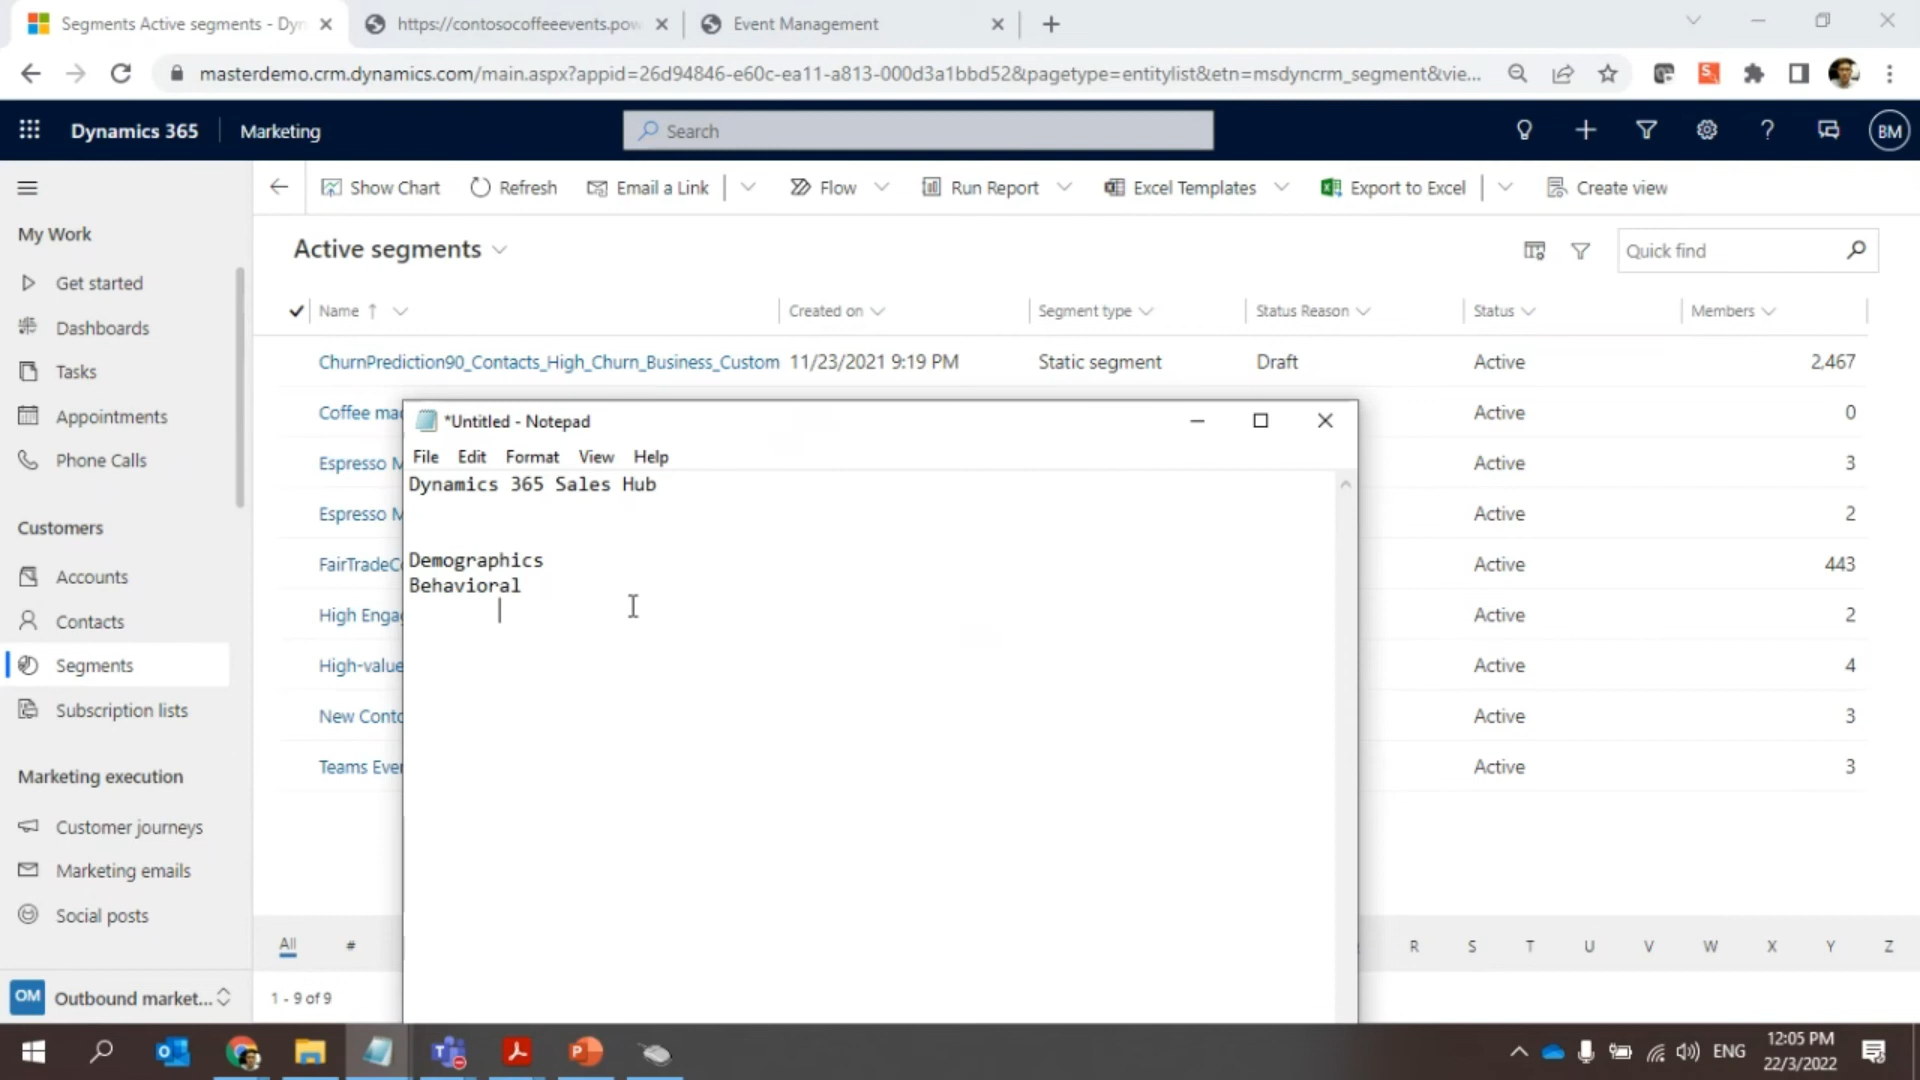 Segments Active segments - Dyn
https://contosocoffeeevents.pow
Event Management
masterdemo.crm.dynamics.com/main.aspx?appid=26d94846-e60c-ea11-a813-000d3a1bbd52&pagetype=entitylist&etn=msdyncrm_segment&vie...
Dynamics 365
Marketing
Search
BM
Show Chart
Refresh
Email a Link
Flow
Run Report
Excel Templates
Export to Excel
Create view
My Work
Get started
Dashboards
Tasks
Appointments
Phone Calls
Customers
Accounts
Contacts
Segments
Subscription lists
Marketing execution
Customer journeys
Marketing emails
Social posts
OM Outbound market...
Active segments
Quick find
Name Created on Segment type Status Reason Status Members
ChurnPrediction90_Contacts_High_Churn_Business_Custom 11/23/2021 9:19 PM Static segment Draft Active 2,467
Coffee mac Active 0
Espresso M Active 3
Espresso M Active 2
FairTradeCo Active 443
High Engag Active 2
High-value Active 4
New Conto Active 3
Teams Even Active 3
*Untitled - Notepad
File Edit Format View Help
Dynamics 365 Sales Hub
Demographics
Behavioral
All # R S T U V W X Y Z
1 - 9 of 9
ENG
12:05 PM
22/3/2022